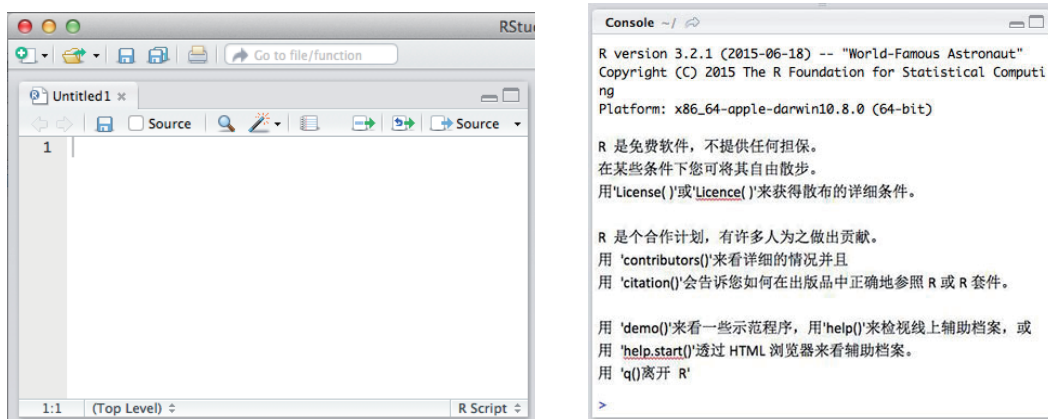 RStu
Go to file/function
Untitled1
Source
Source
1
1:1
(Top Level)
R Script
Console ~/
R version 3.2.1 (2015-06-18) -- "World-Famous Astronaut"
Copyright (C) 2015 The R Foundation for Statistical Computi
ng
Platform: x86_64-apple-darwin10.8.0 (64-bit)
R 是免费软件，不提供任何担保。
在某些条件下您可将其自由散步。
用'License( )'或'Licence( )'来获得散布的详细条件。
R 是个合作计划，有许多人为之做出贡献。
用 'contributors()'来看详细的情况并且
用 'citation()'会告诉您如何在出版品中正确地参照 R 或 R 套件。
用 'demo()'来看一些示范程序，用'help()'来检视线上辅助档案，或
用 'help.start()'透过 HTML 浏览器来看辅助档案。
用 'q()离开 R'
>